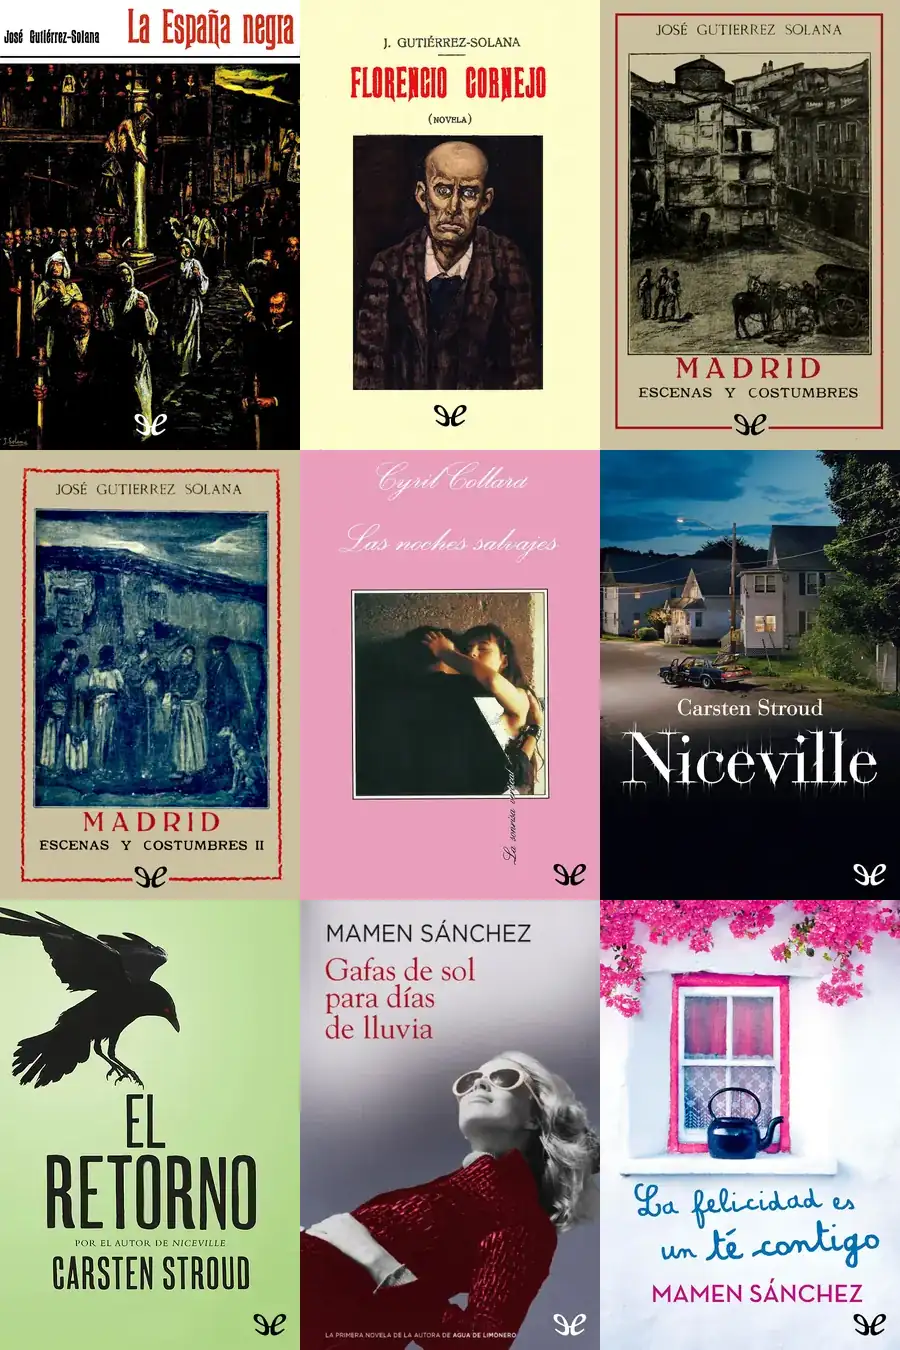 José Gutiérrez-Solana
La España negra
J. GUTIÉRREZ-SOLANA
FLORENCIO CORNEJO
(NOVELA)
JOSÉ GUTIERREZ SOLANA
MADRID
ESCENAS Y COSTUMBRES
JOSÉ GUTIERREZ SOLANA
MADRID
ESCENAS Y COSTUMBRES II
Cyril Collard
Las noches salvajes
La sonrisa vertical
Carsten Stroud
Niceville
EL
RETORNO
POR EL AUTOR DE NICEVILLE
CARSTEN STROUD
MAMEN SÁNCHEZ
Gafas de sol
para días
de lluvia
LA PRIMERA NOVELA DE LA AUTORA DE AGUA DE LIMONERO
La felicidad es
un té contigo
MAMEN SÁNCHEZ